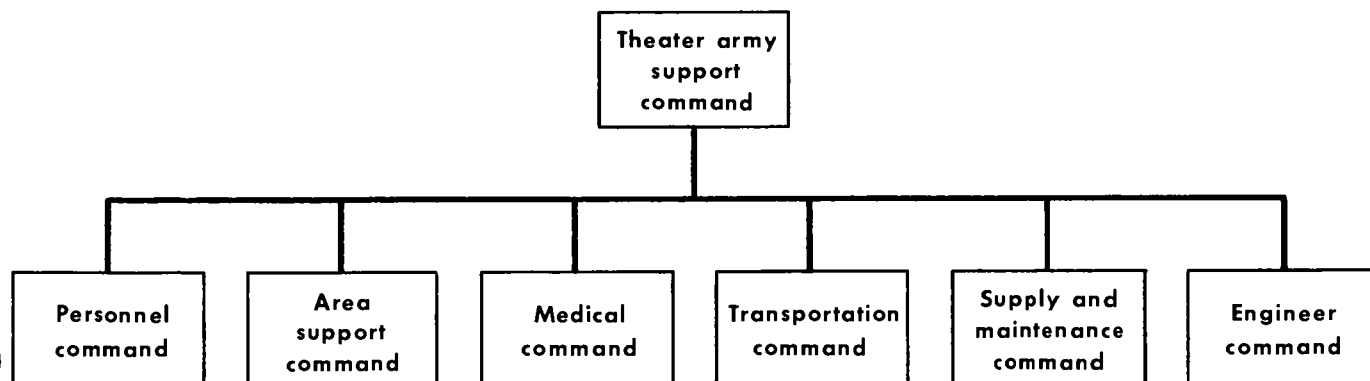 Theater army
support
command
Personnel
command
Area
support
command
Medical
command
Transportation
command
Supply and
maintenance
command
Engineer
command